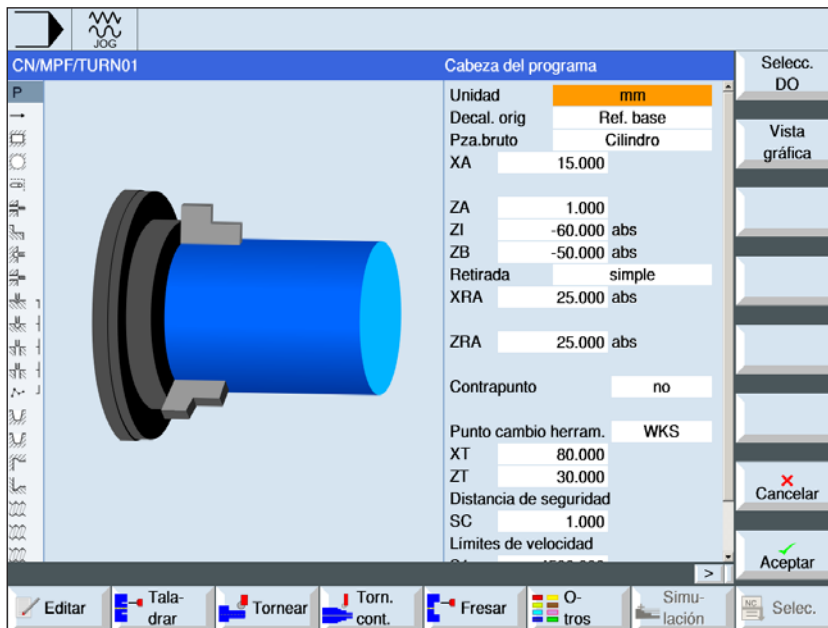 JOG
CN/MPF/TURN01
Cabeza del programa
P
Unidad mm
Decal. orig Ref. base
Pza.bruto Cilindro
XA 15.000
ZA 1.000
ZI -60.000 abs
ZB -50.000 abs
Retirada simple
XRA 25.000 abs
ZRA 25.000 abs
Contrapunto no
Punto cambio herram. WKS
XT 80.000
ZT 30.000
Distancia de seguridad
SC 1.000
Límites de velocidad
Selecc.
DO
Vista
gráfica
Cancelar
Aceptar
>
Editar
Tala-
drar
Tornear
Torn.
cont.
Fresar
O-
tros
Simu-
lación
NC
Selec.